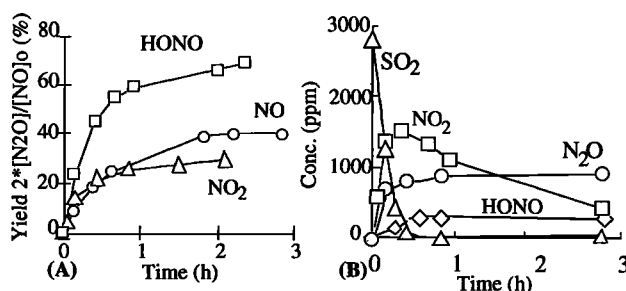 Yield 2*[N2O]/[NO]o (%)
80
60
40
20
0
0
1
2
3
HONO
NO
NO2
(A)
Time (h)
Conc. (ppm)
3000
2000
1000
0
0
1
2
3
SO2
NO2
N2O
HONO
(B)
Time (h)